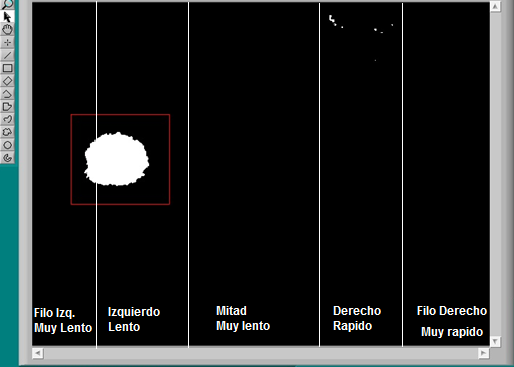 Filo Izq.
Muy Lento
Izquierdo
Lento
Mitad
Muy lento
Derecho
Rapido
Filo Derecho
Muy rapido